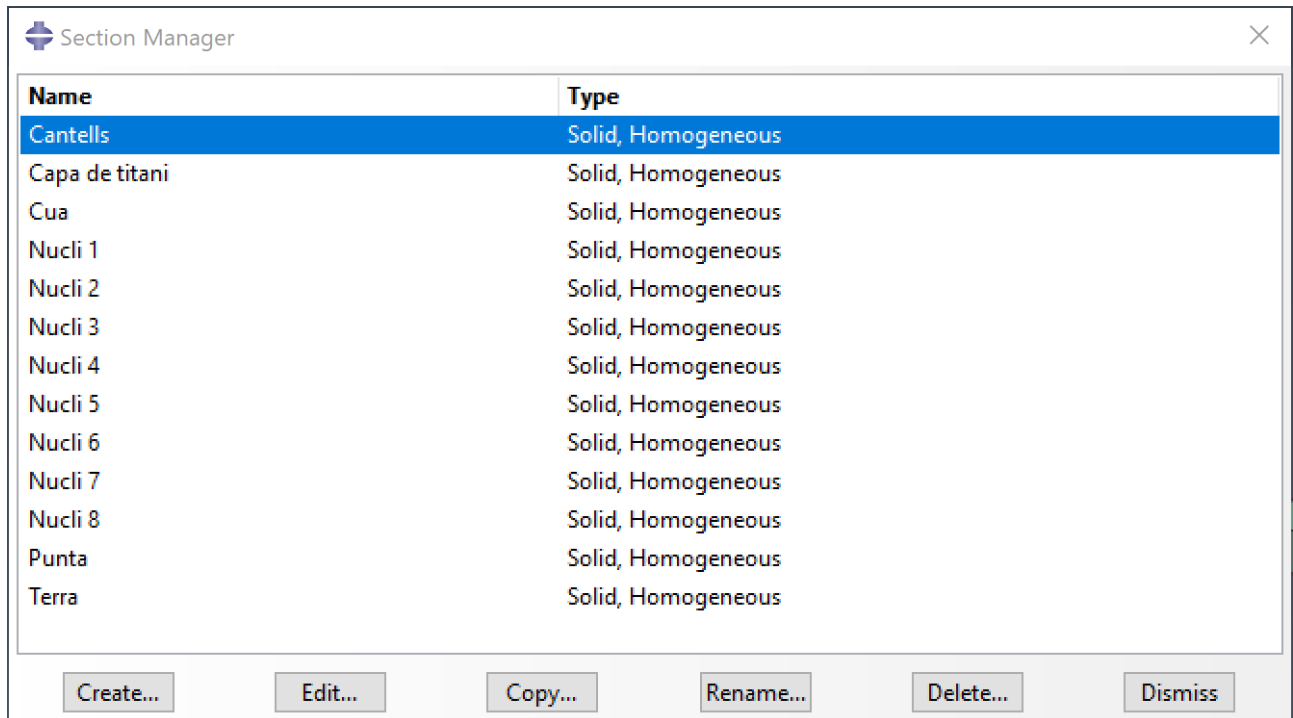 Section Manager
Name Type
Cantells Solid, Homogeneous
Capa de titani Solid, Homogeneous
Cua Solid, Homogeneous
Nucli 1 Solid, Homogeneous
Nucli 2 Solid, Homogeneous
Nucli 3 Solid, Homogeneous
Nucli 4 Solid, Homogeneous
Nucli 5 Solid, Homogeneous
Nucli 6 Solid, Homogeneous
Nucli 7 Solid, Homogeneous
Nucli 8 Solid, Homogeneous
Punta Solid, Homogeneous
Terra Solid, Homogeneous
Create... Edit... Copy... Rename... Delete... Dismiss